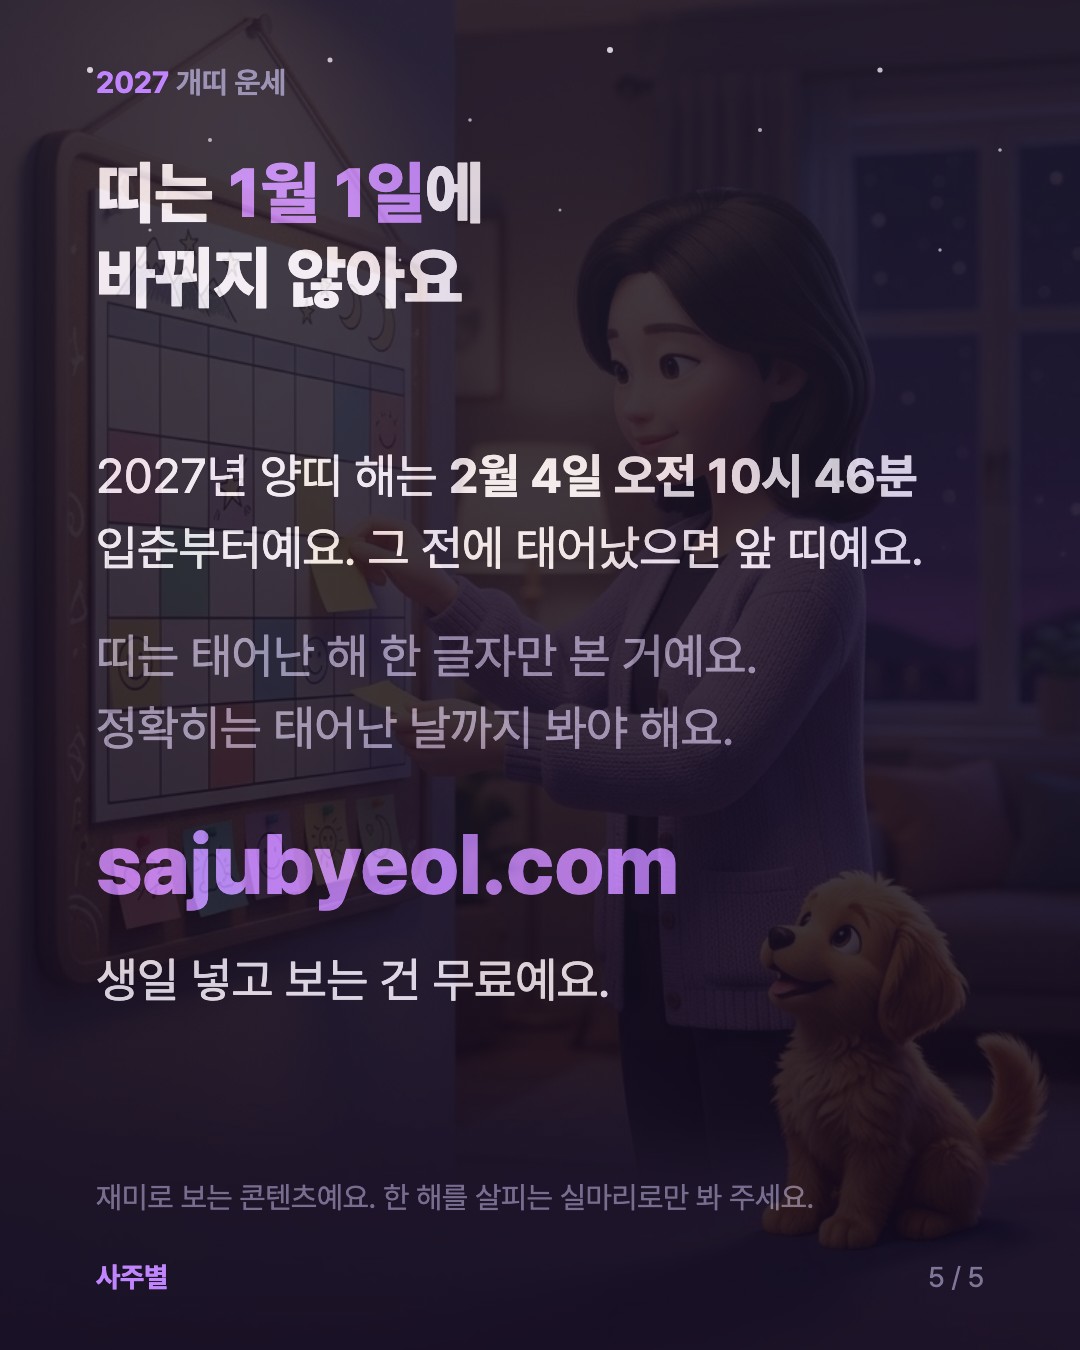 2027 개띠 운세
띠는 1월 1일에
바뀌지 않아요
2027년 양띠 해는 2월 4일 오전 10시 46분
입춘부터예요. 그 전에 태어났으면 앞 띠예요.
띠는 태어난 해 한 글자만 본 거예요.
정확히는 태어난 날까지 봐야 해요.
sajubyeol.com
생일 넣고 보는 건 무료예요.
재미로 보는 콘텐츠예요. 한 해를 살피는 실마리로만 봐 주세요.
사주별
5 / 5